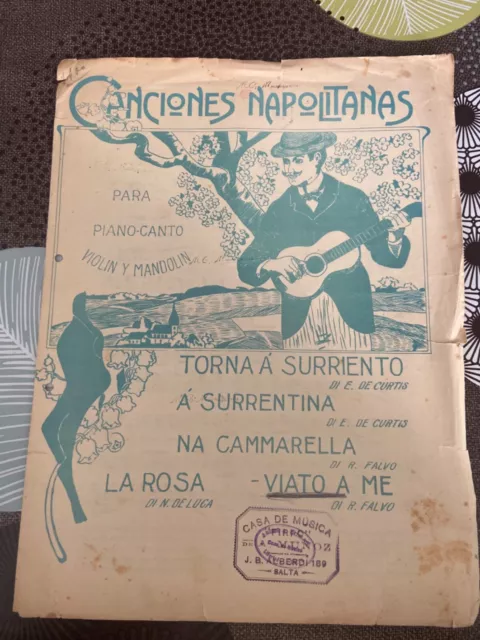 CANCIONES NAPOLITANAS
PARA
PIANO-CANTO
VIOLIN Y MANDOLIN
TORNA Á SURRIENTO
DI E. DE CURTIS
Á SURRENTINA
DI E. DE CURTIS
NA CAMMARELLA
DI R. FALVO
LA ROSA
DI N. DE LUCA
- VIATO A ME
DI R. FALVO
CASA DE MUSICA
J. B. ALBERDI 189
SALTA